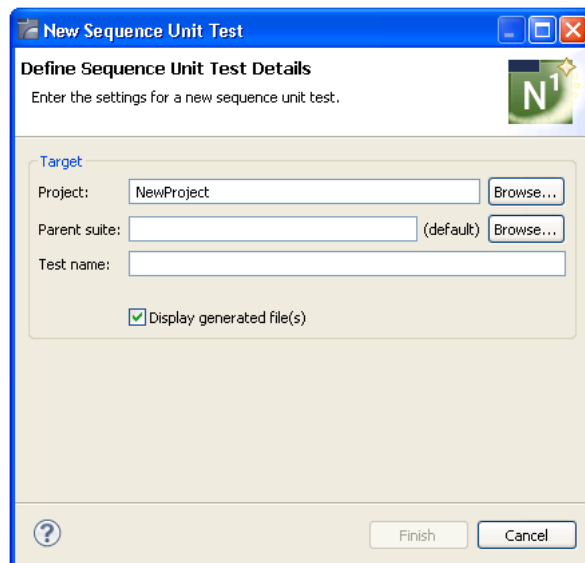 New Sequence Unit Test
Define Sequence Unit Test Details
Enter the settings for a new sequence unit test.
N1
Target
Project: NewProject Browse...
Parent suite: (default) Browse...
Test name:
Display generated file(s)
? Finish Cancel